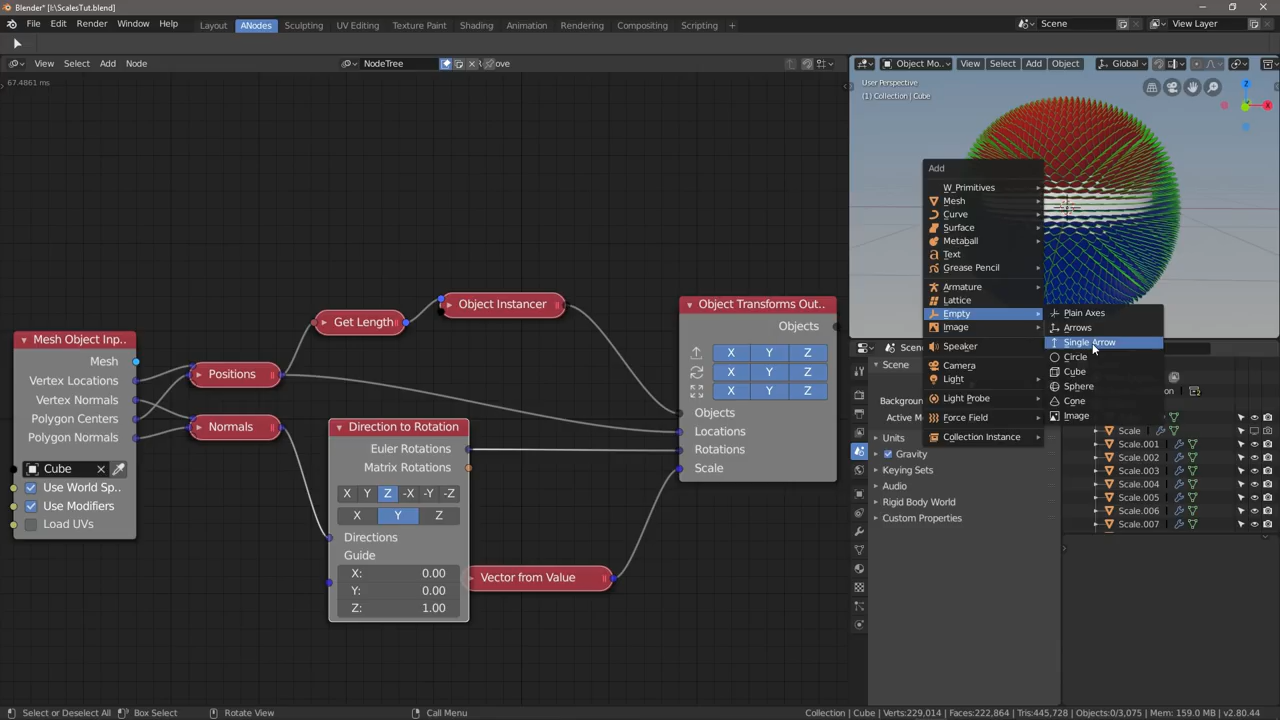 Blender* [I:\ScalesTut.blend]
File Edit Render Window Help
Layout ANodes Sculpting UV Editing Texture Paint Shading Animation Rendering Compositing Scripting +
Scene
View Layer
View Select Add Node
NodeTree
67.4861 ms
Object Mo..
View Select Add Object
Global
User Perspective
(1) Collection | Cube
Z
X
Add
W_Primitives
Mesh
Curve
Surface
Metaball
Text
Grease Pencil
Armature
Lattice
Empty
Image
Speaker
Camera
Light
Light Probe
Force Field
Collection Instance
Plain Axes
Arrows
Single Arrow
Circle
Cube
Sphere
Cone
Image
Mesh Object Inp..
Mesh
Vertex Locations
Vertex Normals
Polygon Centers
Polygon Normals
Cube
Use World Sp..
Use Modifiers
Load UVs
Positions
Normals
Get Length
Object Instancer
Direction to Rotation
Euler Rotations
Matrix Rotations
X Y Z -X -Y -Z
X Y Z
Directions
Guide
X: 0.00
Y: 0.00
Z: 1.00
Vector from Value
Object Transforms Out..
Objects
X Y Z
X Y Z
X Y Z
Objects
Locations
Rotations
Scale
Scene
Backgrou
Active M
Units
Gravity
Keying Sets
Audio
Rigid Body World
Custom Properties
Scale
Scale.001
Scale.002
Scale.003
Scale.004
Scale.005
Scale.006
Scale.007
Select or Deselect All
Box Select
Rotate View
Call Menu
Collection | Cube | Verts:229,014 | Faces:222,864 | Tris:445,728 | Objects:0/3,075 | Mem: 159.0 MB | v2.80.44